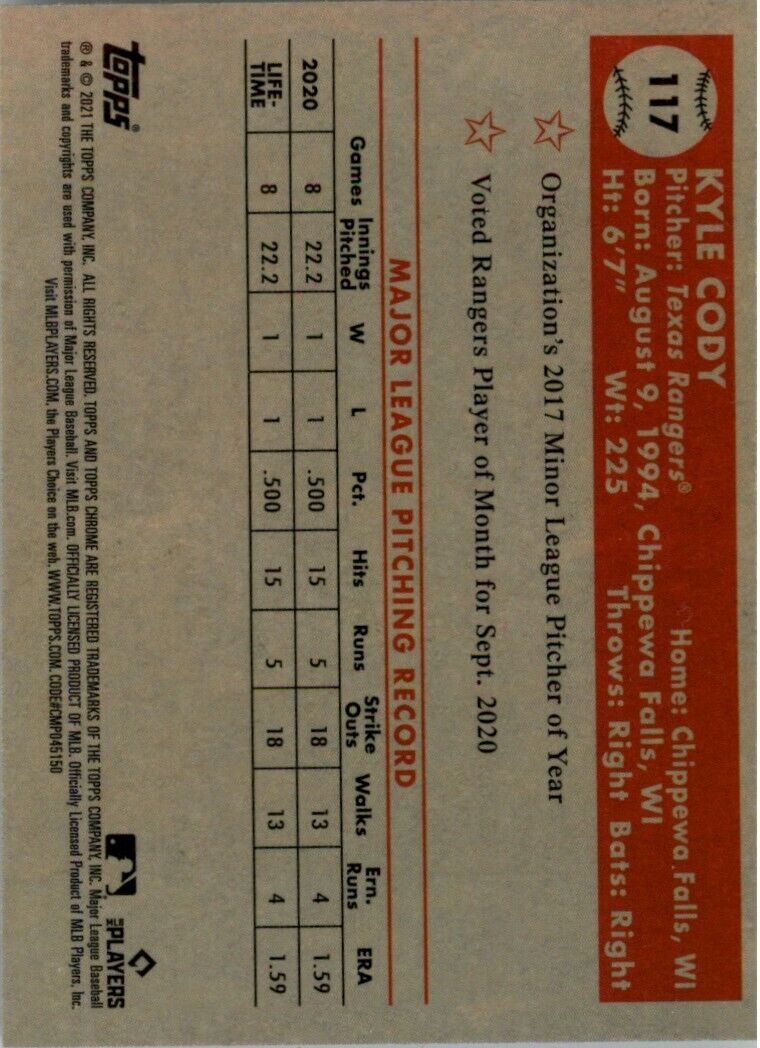 117
KYLE CODY
Pitcher: Texas Rangers® Home: Chippewa Falls, WI
Born: August 9, 1994, Chippewa Falls, WI
Ht: 6'7" Wt: 225 Throws: Right Bats: Right
Organization's 2017 Minor League Pitcher of Year
Voted Rangers Player of Month for Sept. 2020
MAJOR LEAGUE PITCHING RECORD
Games Innings Pitched W L Pct. Hits Runs Strike Outs Walks Ern. Runs ERA
2020 8 22.2 1 1 .500 15 5 18 13 4 1.59
LIFE-TIME 8 22.2 1 1 .500 15 5 18 13 4 1.59
topps®
MLB PLAYERS
® & © 2021 THE TOPPS COMPANY, INC. ALL RIGHTS RESERVED. TOPPS AND TOPPS CHROME ARE REGISTERED TRADEMARKS OF THE TOPPS COMPANY, INC. Major League Baseball
trademarks and copyrights are used with permission of Major League Baseball. Visit MLB.com. OFFICIALLY LICENSED PRODUCT OF MLB. Officially Licensed Product of MLB Players, Inc.
Visit MLBPLAYERS.COM, the Players Choice on the web. WWW.TOPPS.COM. CODE#CMP045150